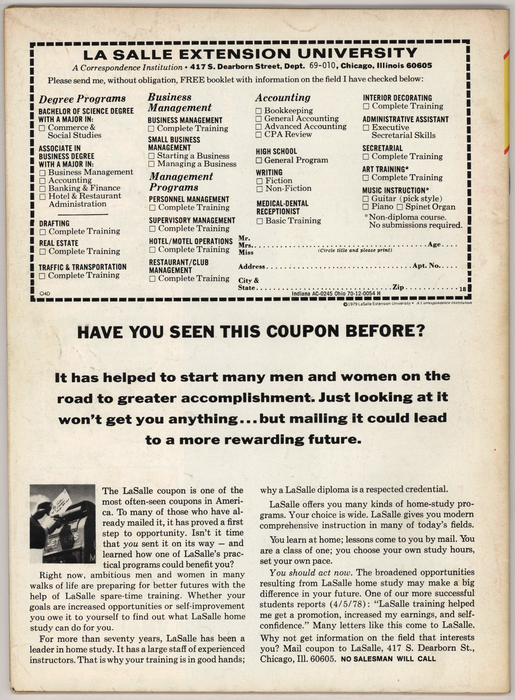 LA SALLE EXTENSION UNIVERSITY
A Correspondence Institution • 417 S. Dearborn Street, Dept. 69-010, Chicago, Illinois 60605
Please send me, without obligation, FREE booklet with information on the field I have checked below:
Degree Programs
BACHELOR OF SCIENCE DEGREE
WITH A MAJOR IN:
□ Commerce &
Social Studies
ASSOCIATE IN
BUSINESS DEGREE
WITH A MAJOR IN:
□ Business Management
□ Accounting
□ Banking & Finance
□ Hotel & Restaurant
Administration
DRAFTING
□ Complete Training
REAL ESTATE
□ Complete Training
TRAFFIC & TRANSPORTATION
□ Complete Training
Business
Management
BUSINESS MANAGEMENT
□ Complete Training
SMALL BUSINESS
MANAGEMENT
□ Starting a Business
□ Managing a Business
Management
Programs
PERSONNEL MANAGEMENT
□ Complete Training
SUPERVISORY MANAGEMENT
□ Complete Training
HOTEL/MOTEL OPERATIONS
□ Complete Training
RESTAURANT/CLUB
MANAGEMENT
□ Complete Training
Accounting
□ Bookkeeping
□ General Accounting
□ Advanced Accounting
□ CPA Review
HIGH SCHOOL
□ General Program
WRITING
□ Fiction
□ Non-Fiction
MEDICAL-DENTAL
RECEPTIONIST
□ Basic Training
INTERIOR DECORATING
□ Complete Training
ADMINISTRATIVE ASSISTANT
□ Executive
Secretarial Skills
SECRETARIAL
□ Complete Training
ART TRAINING*
□ Complete Training
MUSIC INSTRUCTION*
□ Guitar (pick style)
□ Piano □ Spinet Organ
*Non-diploma course.
No submissions required.
Mr.
Mrs. Age
Miss (Circle title and please print)
Address Apt. No.
City &
State Zip 18
Indiana AC-0245 Ohio 70-12-0054 H
© 1979 LaSalle Extension University • A Correspondence Institution
HAVE YOU SEEN THIS COUPON BEFORE?
It has helped to start many men and women on the
road to greater accomplishment. Just looking at it
won't get you anything...but mailing it could lead
to a more rewarding future.
The LaSalle coupon is one of the
most often-seen coupons in Ameri-
ca. To many of those who have al-
ready mailed it, it has proved a first
step to opportunity. Isn't it time
that you sent it on its way — and
learned how one of LaSalle's prac-
tical programs could benefit you?
Right now, ambitious men and women in many
walks of life are preparing for better futures with the
help of LaSalle spare-time training. Whether your
goals are increased opportunities or self-improvement
you owe it to yourself to find out what LaSalle home
study can do for you.
For more than seventy years, LaSalle has been a
leader in home study. It has a large staff of experienced
instructors. That is why your training is in good hands;
why a LaSalle diploma is a respected credential.
LaSalle offers you many kinds of home-study pro-
grams. Your choice is wide. LaSalle gives you modern
comprehensive instruction in many of today's fields.
You learn at home; lessons come to you by mail. You
are a class of one; you choose your own study hours,
set your own pace.
You should act now. The broadened opportunities
resulting from LaSalle home study may make a big
difference in your future. One of our more successful
students reports (4/5/78): "LaSalle training helped
me get a promotion, increased my earnings, and self-
confidence." Many letters like this come to LaSalle.
Why not get information on the field that interests
you? Mail coupon to LaSalle, 417 S. Dearborn St.,
Chicago, Ill. 60605. NO SALESMAN WILL CALL